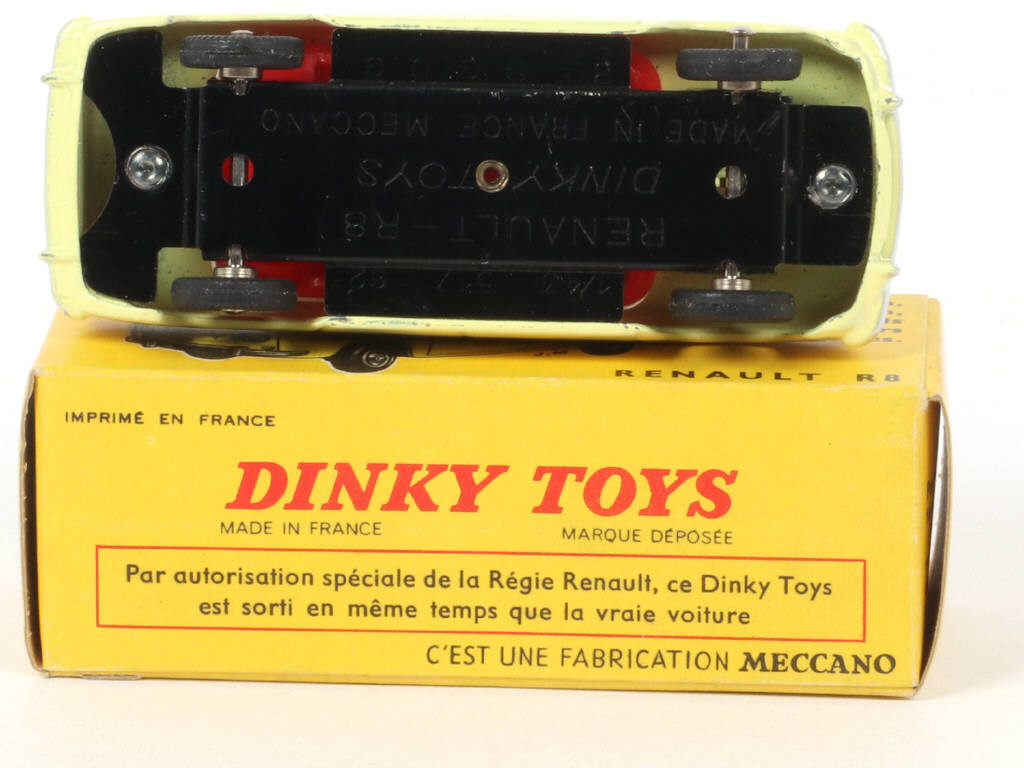 MADE IN FRANCE MECCANO
DINKY TOYS
RENAULT-R8
RENAULT R8
IMPRIMÉ EN FRANCE
DINKY TOYS
MADE IN FRANCE
MARQUE DÉPOSÉE
Par autorisation spéciale de la Régie Renault, ce Dinky Toys
est sorti en même temps que la vraie voiture
C'EST UNE FABRICATION MECCANO